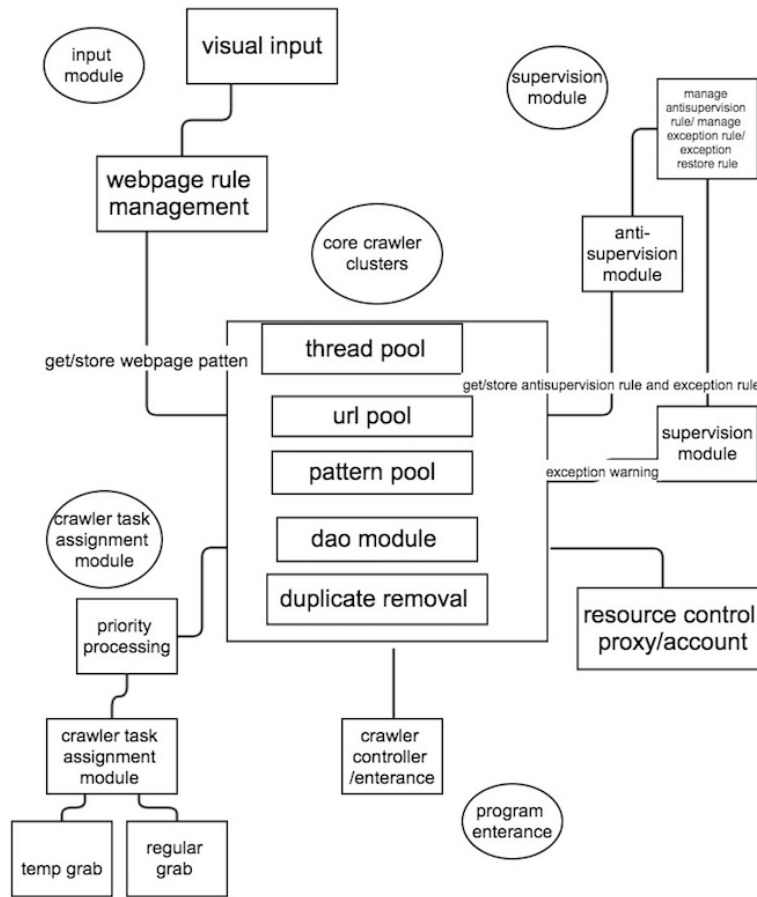 visual input
input
module
supervision
module
manage
antisupervision
rule/ manage
exception rule/
exception
restore rule
webpage rule
management
core crawler
clusters
anti-
supervision
module
thread pool
get/store webpage patten
get/store antisupervision rule and exception rule
url pool
supervision
module
pattern pool
exception warning
crawler task
assignment
module
dao module
duplicate removal
resource control
proxy/account
priority
processing
crawler task
assignment
module
crawler
controller
/enterance
program
enterance
temp grab
regular
grab